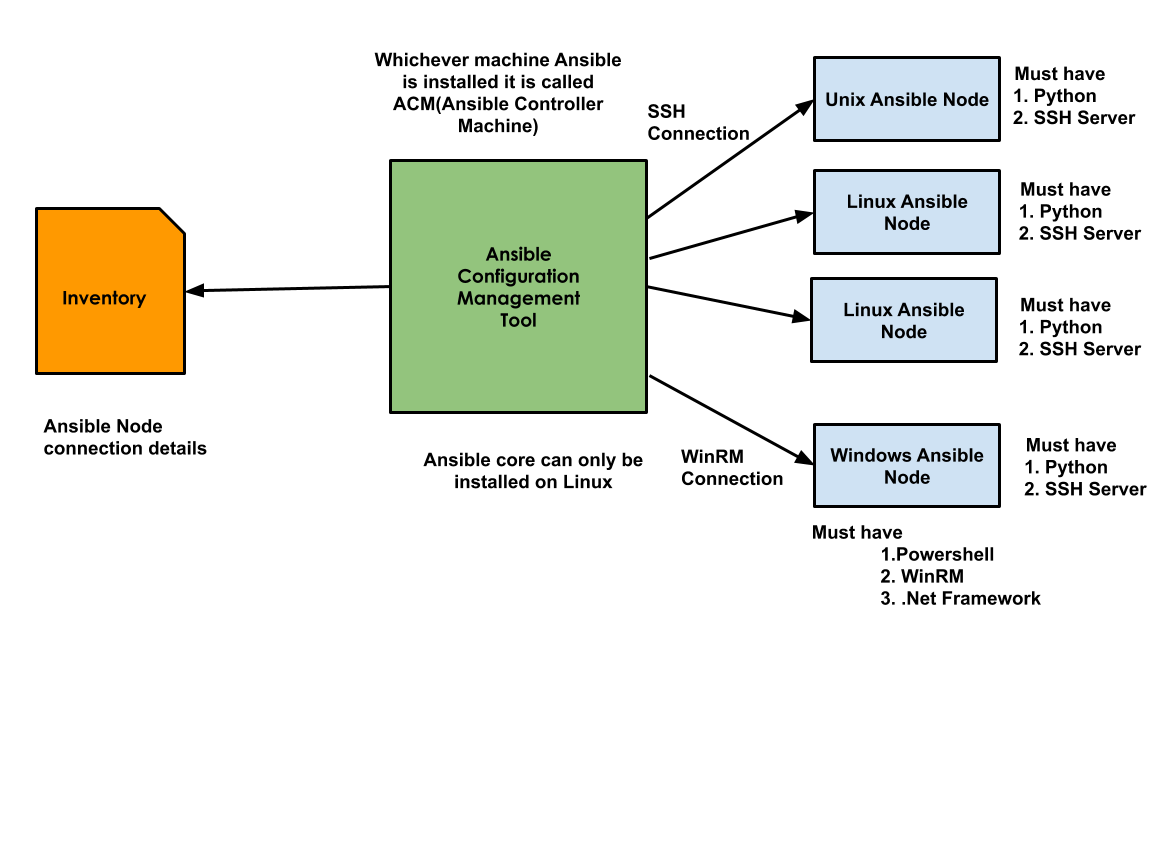 Whichever machine Ansible
is installed it is called
ACM(Ansible Controller
Machine)
SSH
Connection
Unix Ansible Node
Must have
1. Python
2. SSH Server
Linux Ansible
Node
Must have
1. Python
2. SSH Server
Inventory
Ansible
Configuration
Management
Tool
Linux Ansible
Node
Must have
1. Python
2. SSH Server
Ansible Node
connection details
Ansible core can only be
installed on Linux
WinRM
Connection
Windows Ansible
Node
Must have
1. Python
2. SSH Server
Must have
1.Powershell
2. WinRM
3. .Net Framework